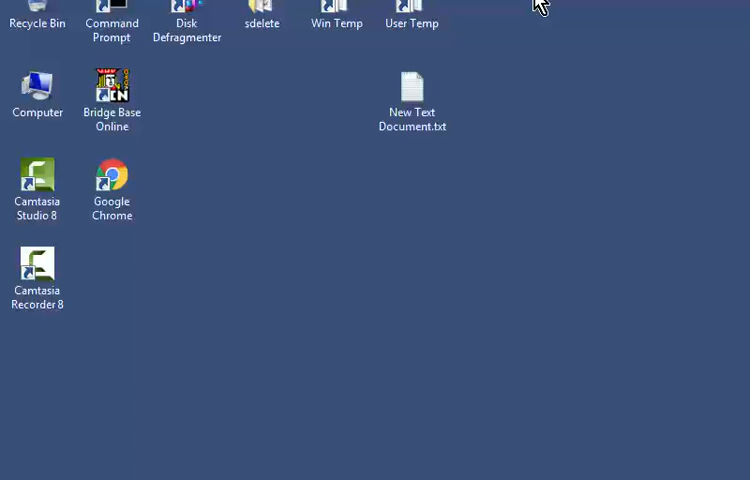 Recycle Bin
Command
Prompt
Disk
Defragmenter
sdelete
Win Temp
User Temp
Computer
Bridge Base
Online
New Text
Document.txt
Camtasia
Studio 8
Google
Chrome
Camtasia
Recorder 8